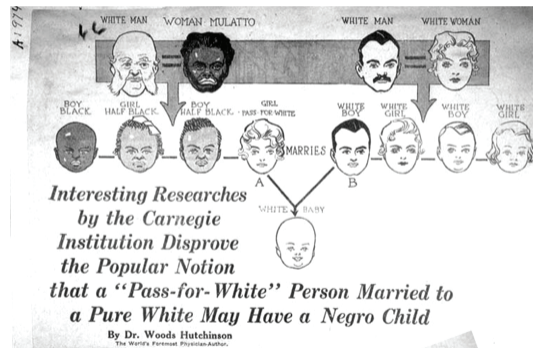 A:1974
WHITE MAN
WOMAN MULATTO
WHITE MAN
WHITE WOMAN
BOY
BLACK.
GIRL
HALF BLACK.
BOY
HALF BLACK.
GIRL
PASS-FOR-WHITE
WHITE
BOY
WHITE
GIRL
WHITE
BOY
WHITE
GIRL
MARRIES
A
B
WHITE BABY
Interesting Researches
by the Carnegie
Institution Disprove
the Popular Notion
that a “Pass-for-White” Person Married to
a Pure White May Have a Negro Child
By Dr. Woods Hutchinson
The World's Foremost Physician-Author.